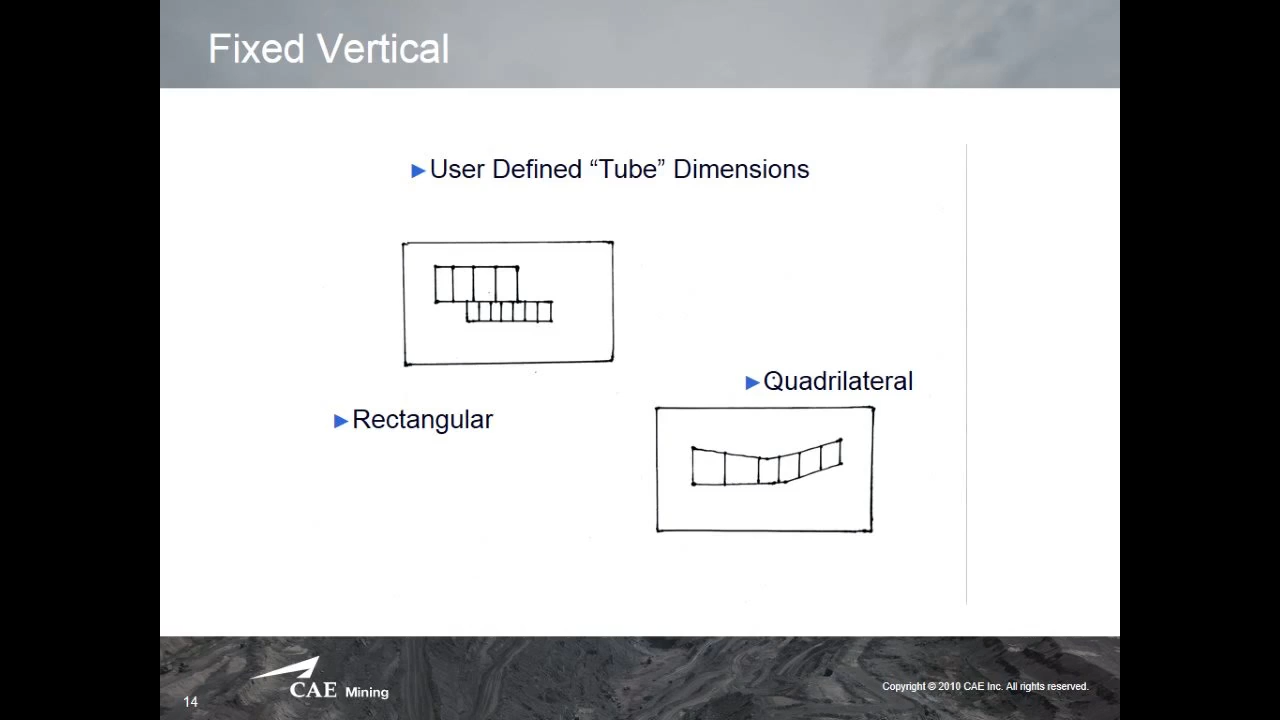 Fixed Vertical
►User Defined “Tube” Dimensions
►Quadrilateral
►Rectangular
CAE Mining
14
Copyright © 2010 CAE Inc. All rights reserved.